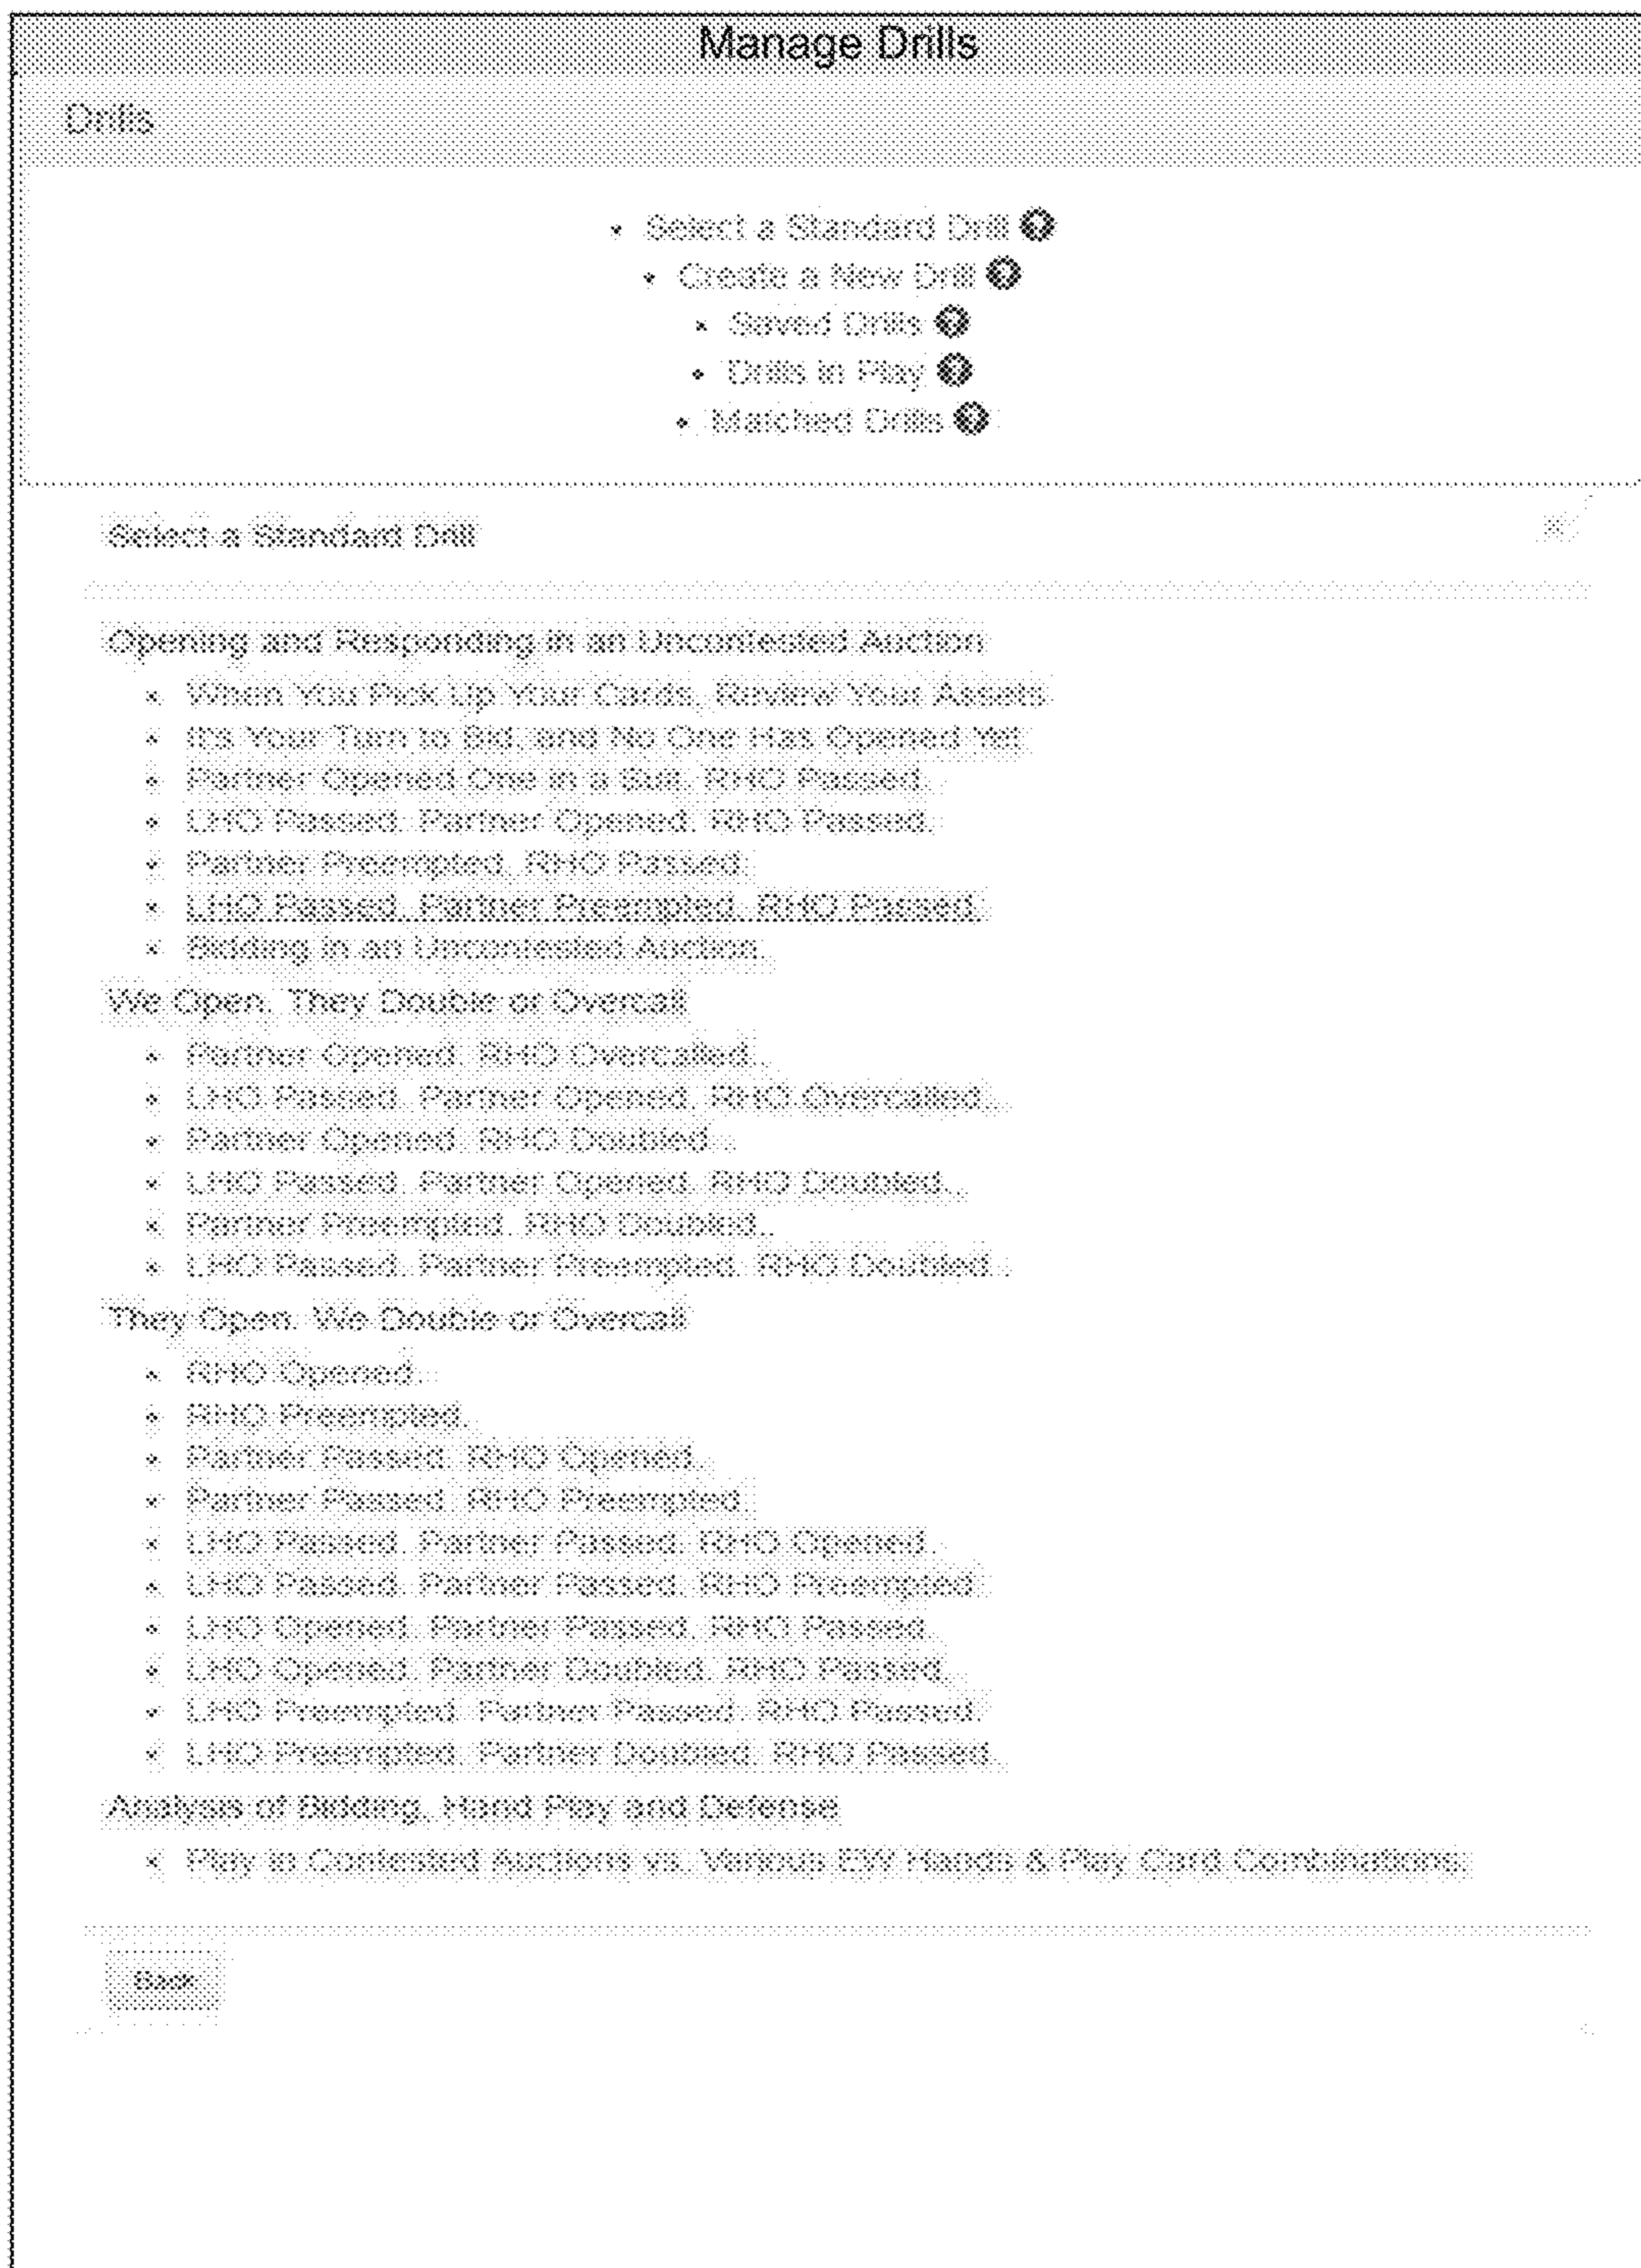 Manage Drills
Drills
• Select a Standard Drill ?
• Create a New Drill ?
• Saved Drills ?
• Drills in Play ?
• Matched Drills ?
Select a Standard Drill ×
Opening and Responding in an Uncontested Auction
• When You Pick Up Your Cards, Review Your Assets.
• It's Your Turn to Bid, and No One Has Opened Yet.
• Partner Opened One in a Suit. RHO Passed.
• LHO Passed. Partner Opened. RHO Passed.
• Partner Preempted. RHO Passed.
• LHO Passed. Partner Preempted. RHO Passed.
• Bidding in an Uncontested Auction.
We Open. They Double or Overcall
• Partner Opened. RHO Overcalled.
• LHO Passed. Partner Opened. RHO Overcalled.
• Partner Opened. RHO Doubled.
• LHO Passed. Partner Opened. RHO Doubled.
• Partner Preempted. RHO Doubled.
• LHO Passed. Partner Preempted. RHO Doubled.
They Open. We Double or Overcall
• RHO Opened.
• RHO Preempted.
• Partner Passed. RHO Opened.
• Partner Passed. RHO Preempted.
• LHO Passed. Partner Passed. RHO Opened.
• LHO Passed. Partner Passed. RHO Preempted.
• LHO Opened. Partner Passed. RHO Passed.
• LHO Opened. Partner Doubled. RHO Passed.
• LHO Preempted. Partner Passed. RHO Passed.
• LHO Preempted. Partner Doubled. RHO Passed.
Analysis of Bidding, Hand Play and Defense
• Play in Contested Auctions vs. Various E/W Hands & Play Card Combinations.
Back